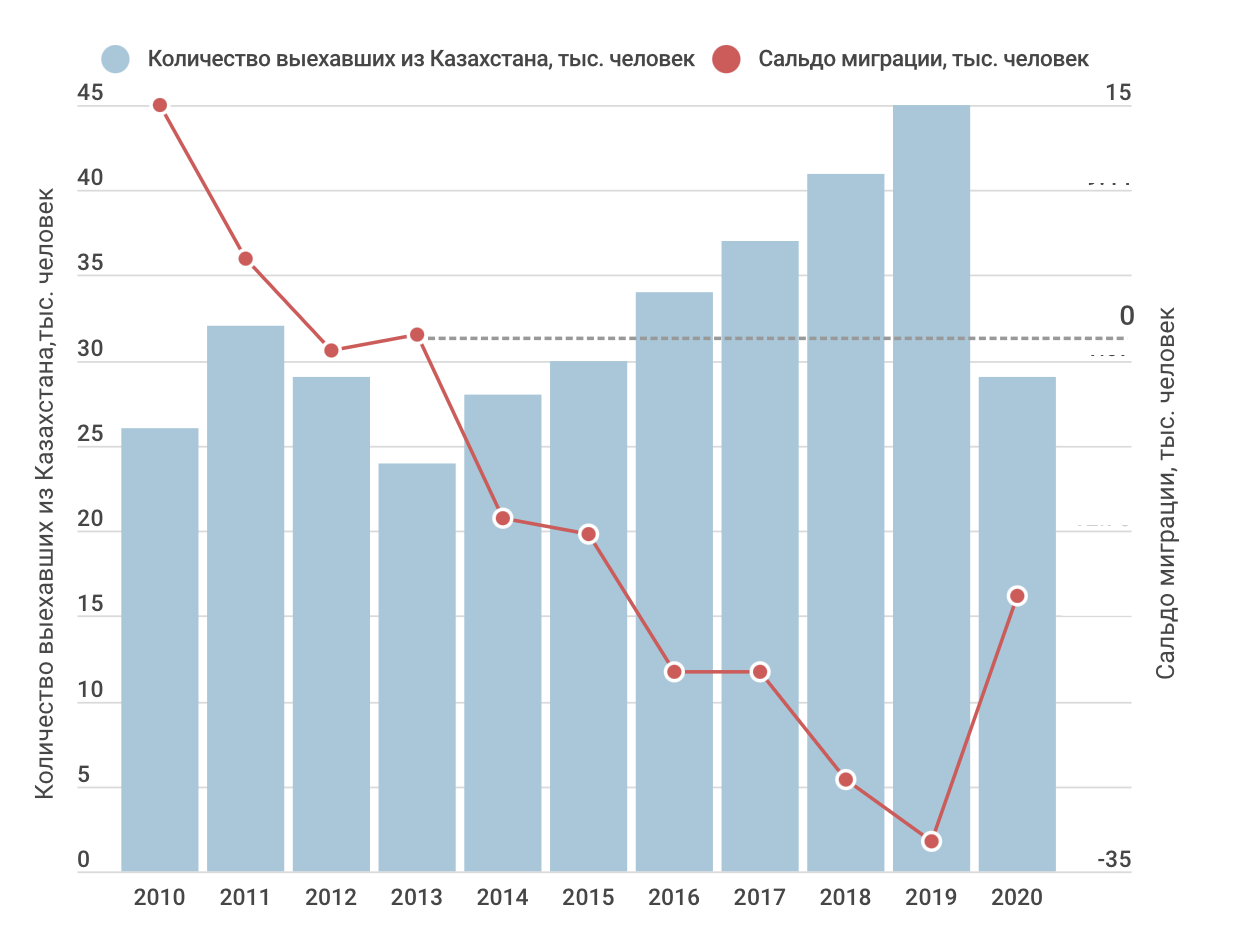 Количество выехавших из Казахстана, тыс. человек
Сальдо миграции, тыс. человек
45
40
35
30
25
20
15
10
5
0
Количество выехавших из Казахстана,тыс. человек
15
0
-35
Сальдо миграции, тыс. человек
2010 2011 2012 2013 2014 2015 2016 2017 2018 2019 2020